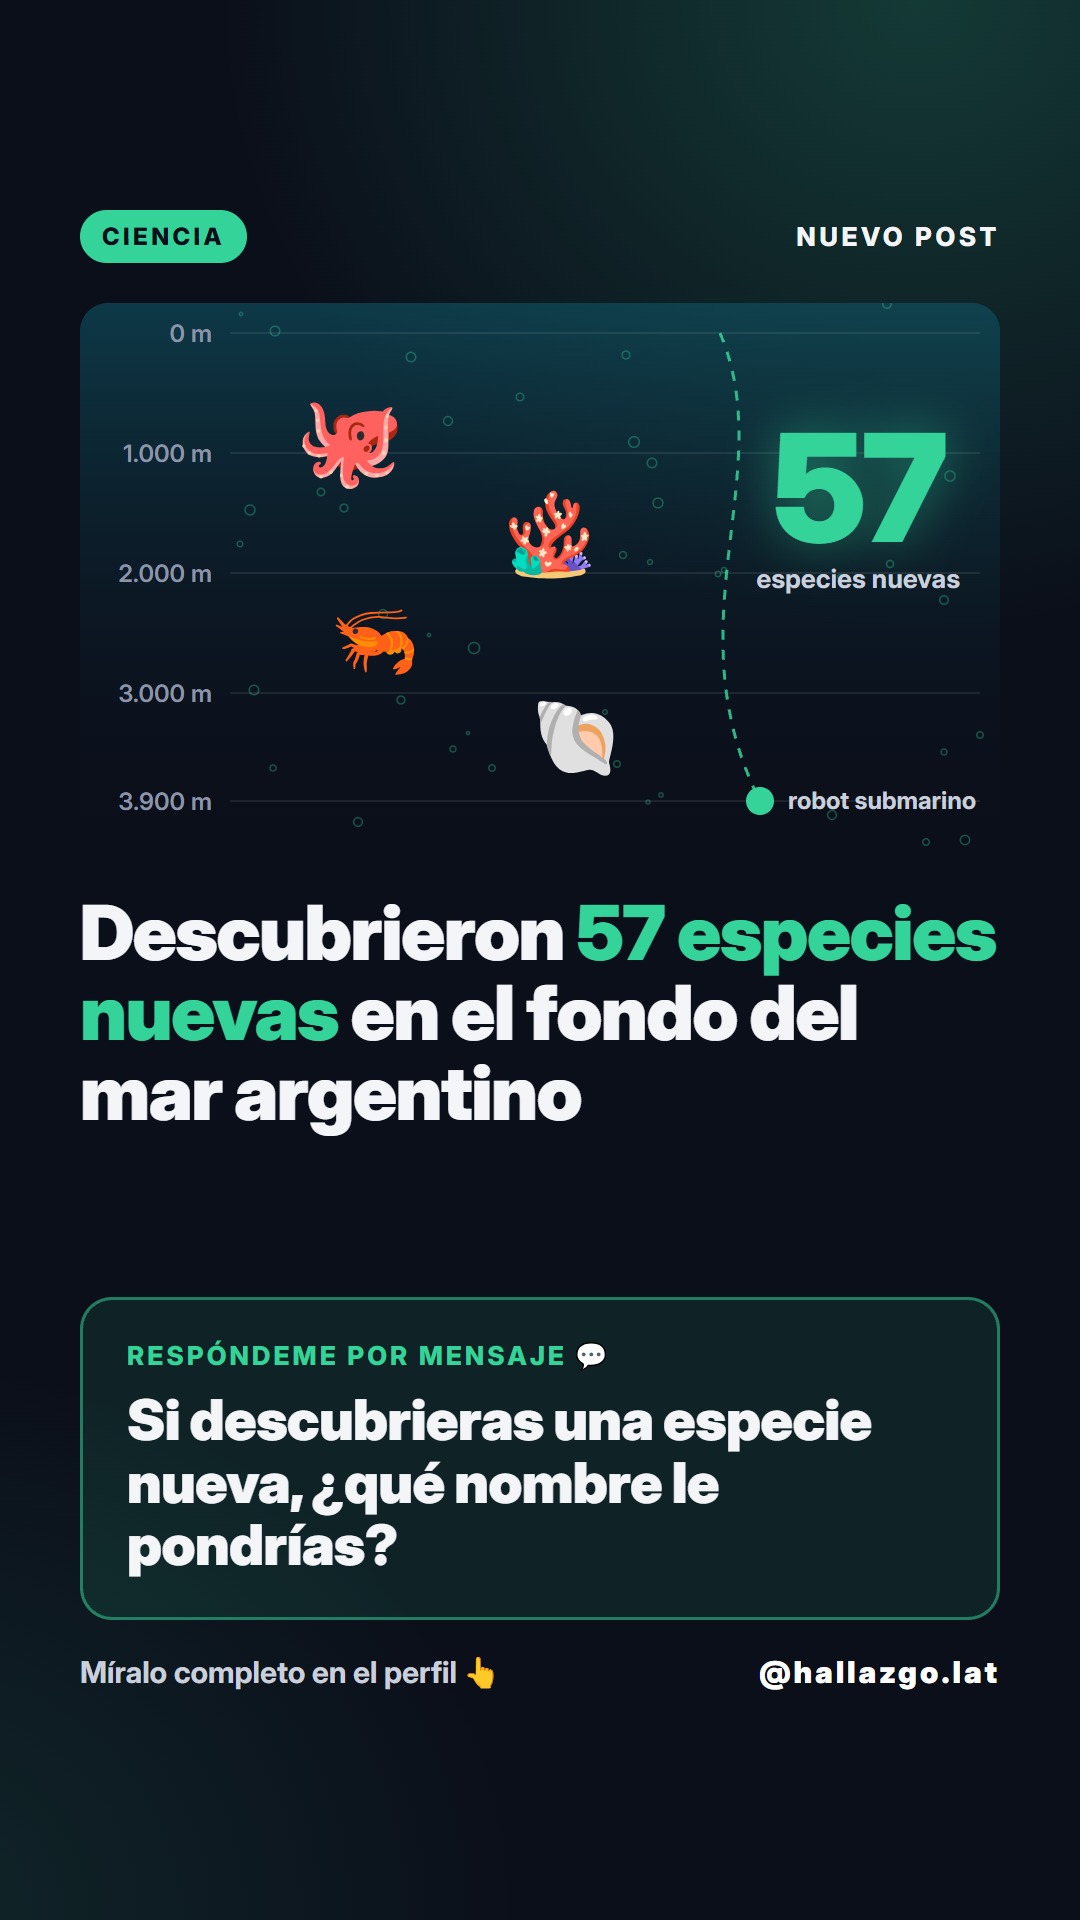 CIENCIA
NUEVO POST
0 m
1.000 m
57
2.000 m
especies nuevas
3.000 m
3.900 m
robot submarino
Descubrieron 57 especies
nuevas en el fondo del
mar argentino
RESPÓNDEME POR MENSAJE 💬
Si descubrieras una especie
nueva, ¿qué nombre le
pondrías?
Míralo completo en el perfil 👆
@hallazgo.lat